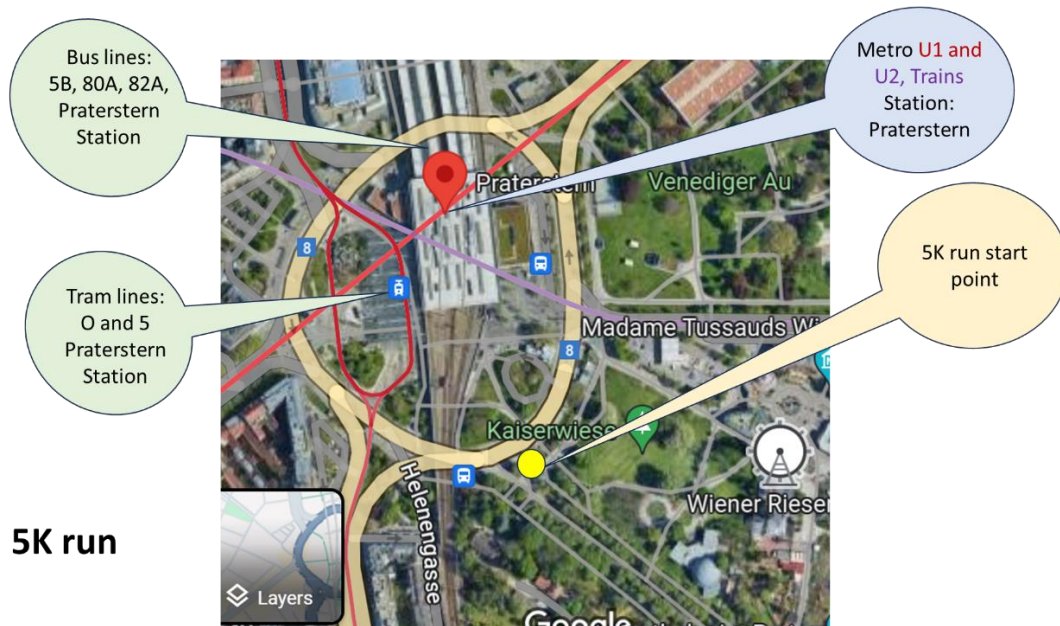 Bus lines:
5B, 80A, 82A,
Praterstern
Station
Metro U1 and
U2, Trains
Station:
Praterstern
Praterstern
Venediger Au
8
5K run start
point
Tram lines:
O and 5
Praterstern
Station
Madame Tussauds Wi
8
Kaiserwiese
Helenengasse
Wiener Rieser
5K run
Layers
Google